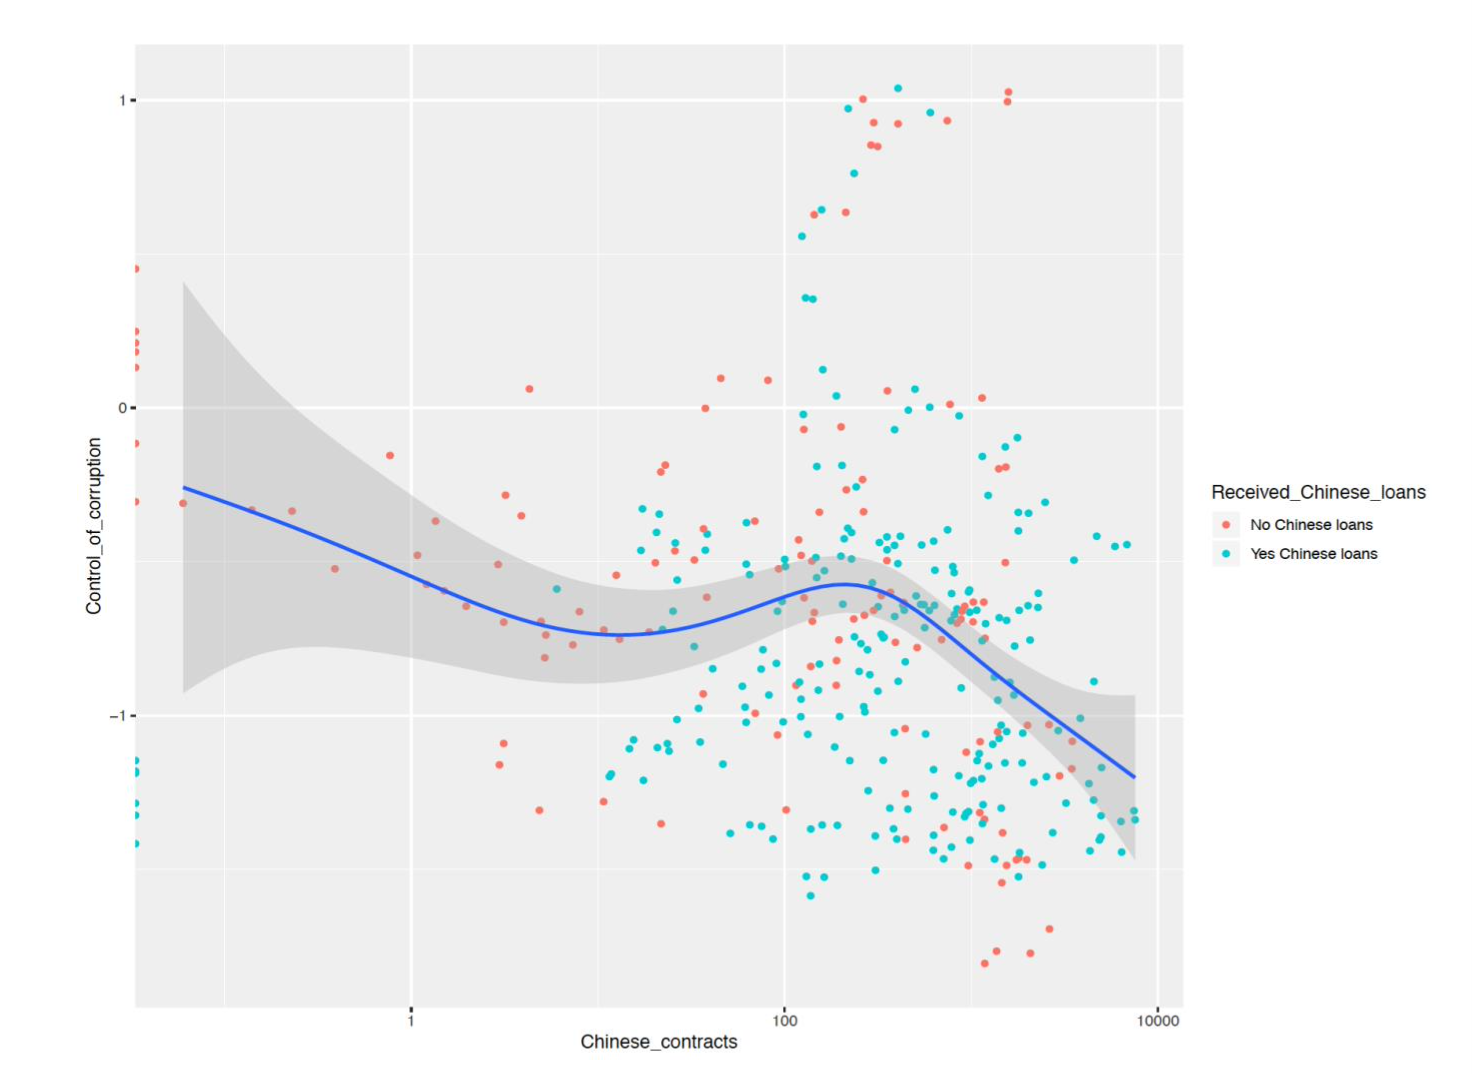 1
0
−1
Control_of_corruption
1
100
10000
Chinese_contracts
Received_Chinese_loans
No Chinese loans
Yes Chinese loans